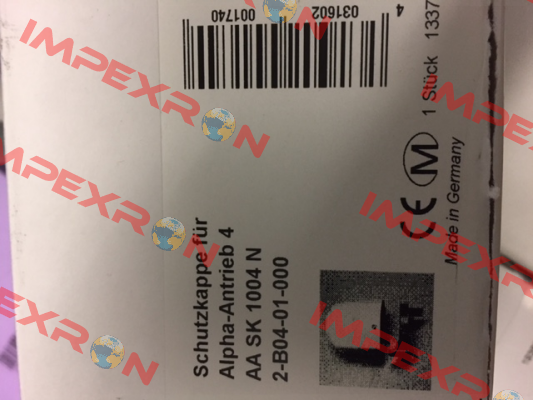 Schutzkappe für
Alpha-Antrieb 4
AA SK 1004 N
2-B04-01-000
4 031602 001740
CE M 1 Stück 1337
Made in Germany
IMPEXRON
IMPEXRON
IMPEXRON
IMPEXRON
IMPEXRON
IMPEXRON